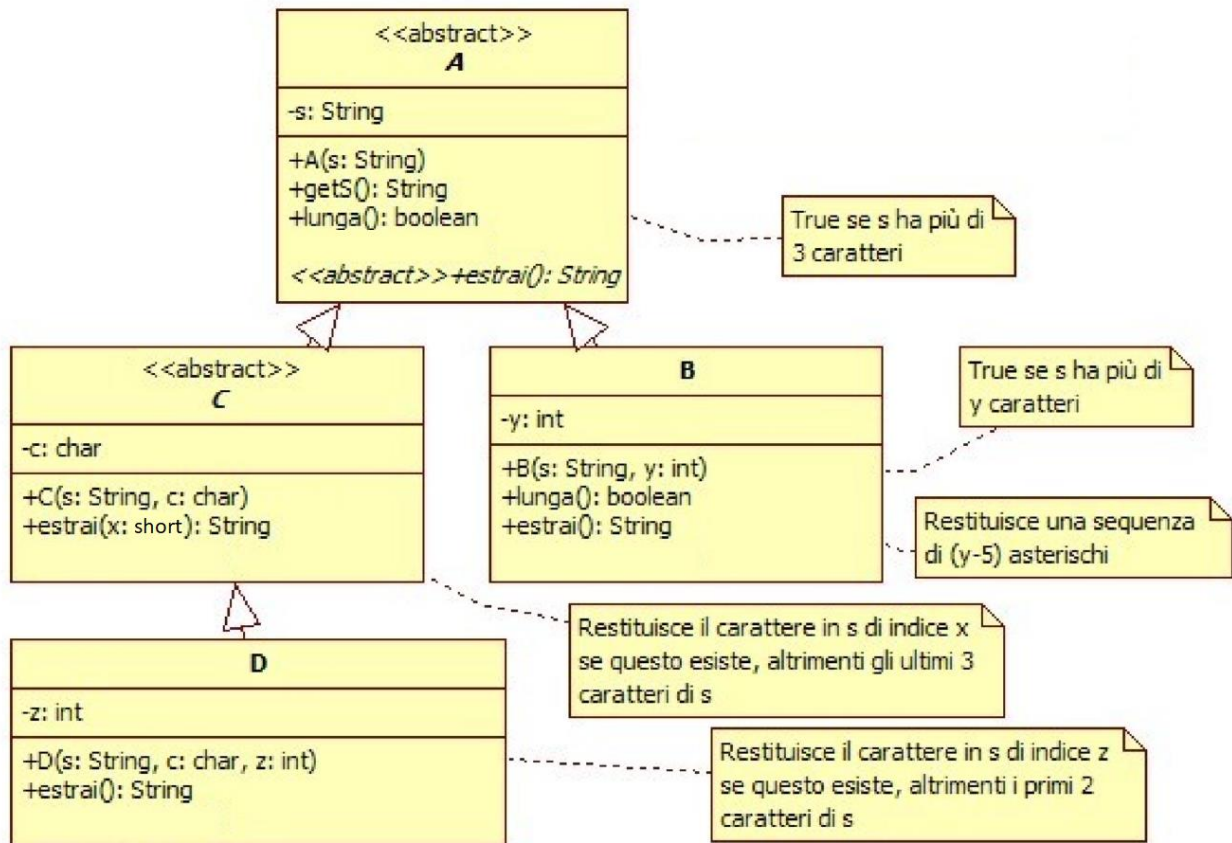 <<abstract>>
A
-s: String
+A(s: String)
+getS(): String
+lunga(): boolean
<<abstract>>+estrai(): String
True se s ha più di
3 caratteri
<<abstract>>
C
-c: char
+C(s: String, c: char)
+estrai(x: short): String
B
-y: int
+B(s: String, y: int)
+lunga(): boolean
+estrai(): String
True se s ha più di
y caratteri
Restituisce una sequenza
di (y-5) asterischi
Restituisce il carattere in s di indice x
se questo esiste, altrimenti gli ultimi 3
caratteri di s
D
-z: int
+D(s: String, c: char, z: int)
+estrai(): String
Restituisce il carattere in s di indice z
se questo esiste, altrimenti i primi 2
caratteri di s